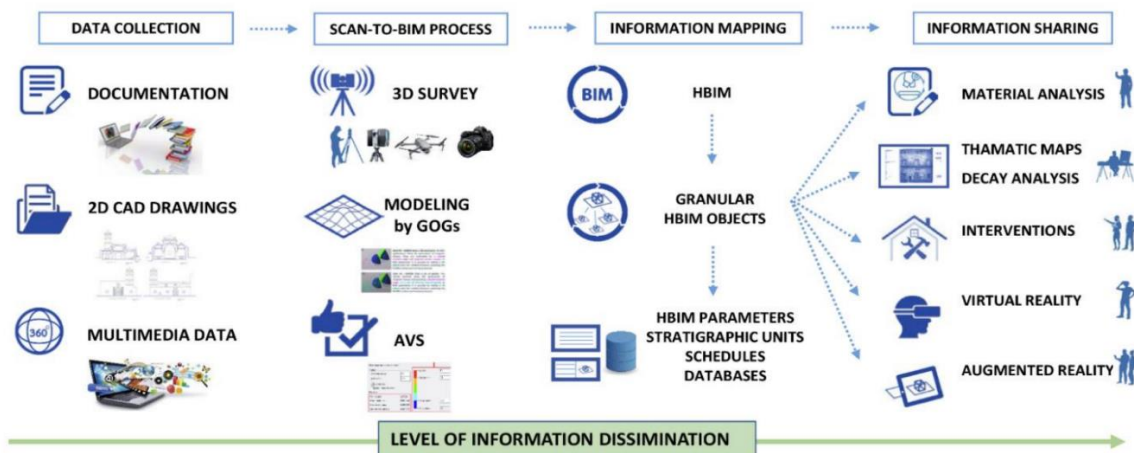 DATA COLLECTION
SCAN-TO-BIM PROCESS
INFORMATION MAPPING
INFORMATION SHARING
DOCUMENTATION
2D CAD DRAWINGS
360°
MULTIMEDIA DATA
3D SURVEY
MODELING
by GOGs
AVS
BIM
HBIM
GRANULAR
HBIM OBJECTS
HBIM PARAMETERS
STRATIGRAPHIC UNITS
SCHEDULES
DATABASES
MATERIAL ANALYSIS
THAMATIC MAPS
DECAY ANALYSIS
INTERVENTIONS
VIRTUAL REALITY
AUGMENTED REALITY
LEVEL OF INFORMATION DISSIMINATION